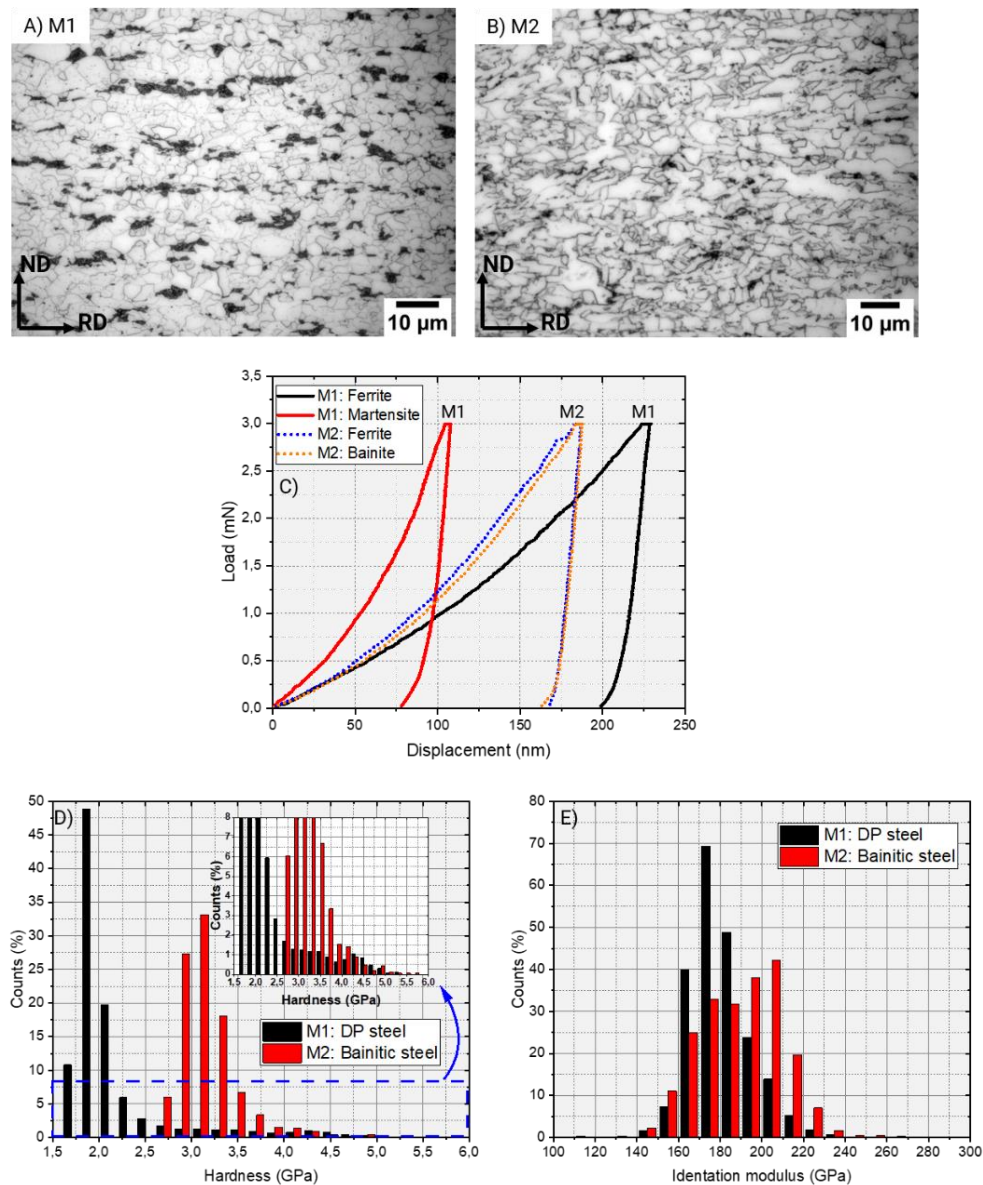 A) M1
B) M2
ND
RD
10 µm
ND
RD
10 µm
3,5
3,0
2,5
2,0
1,5
1,0
0,5
0,0
Load (mN)
M1: Ferrite
M1: Martensite
M2: Ferrite
M2: Bainite
M1
M2
M1
C)
0
50
100
150
200
250
Displacement (nm)
D)
50
45
40
35
30
25
20
15
10
5
0
Counts (%)
8
7
6
5
4
3
2
1
0
Counts (%)
1,5 2,0 2,5 3,0 3,5 4,0 4,5 5,0 5,5 6,0
Hardness (GPa)
M1: DP steel
M2: Bainitic steel
1,5 2,0 2,5 3,0 3,5 4,0 4,5 5,0 5,5 6,0
Hardness (GPa)
E)
80
70
60
50
40
30
20
10
0
Counts (%)
M1: DP steel
M2: Bainitic steel
100 120 140 160 180 200 220 240 260 280 300
Identation modulus (GPa)